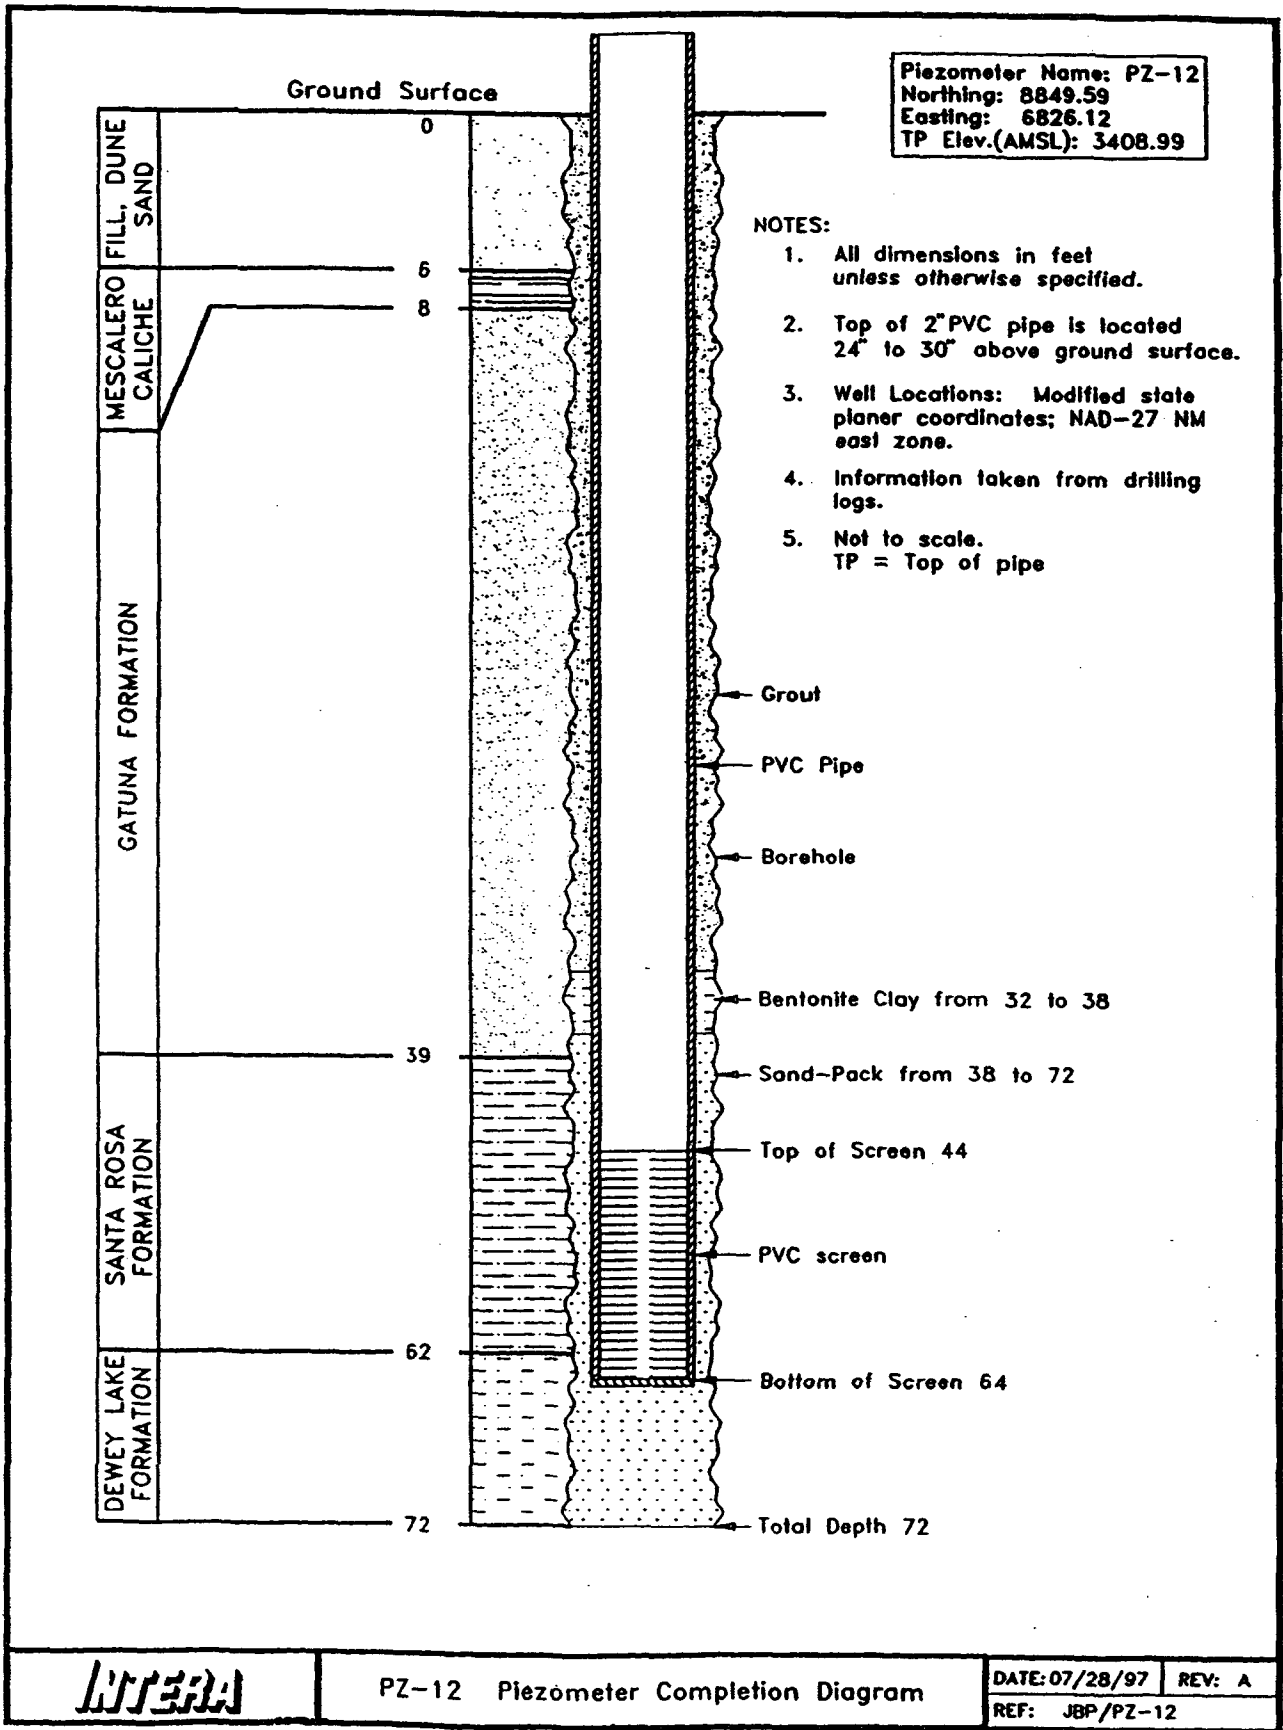 Piezometer Name: PZ-12
Northing: 8849.59
Easting: 6826.12
TP Elev.(AMSL): 3408.99
Ground Surface
0
6
8
39
62
72
FILL, DUNE
SAND
MESCALERO
CALICHE
GATUNA FORMATION
SANTA ROSA
FORMATION
DEWEY LAKE
FORMATION
NOTES:
1. All dimensions in feet
unless otherwise specified.
2. Top of 2" PVC pipe is located
24" to 30" above ground surface.
3. Well Locations: Modified state
planer coordinates; NAD-27 NM
east zone.
4. Information taken from drilling
logs.
5. Not to scale.
TP = Top of pipe
Grout
PVC Pipe
Borehole
Bentonite Clay from 32 to 38
Sand-Pack from 38 to 72
Top of Screen 44
PVC screen
Bottom of Screen 64
Total Depth 72
INTERA
PZ-12 Piezometer Completion Diagram
DATE: 07/28/97 REV: A
REF: JBP/PZ-12